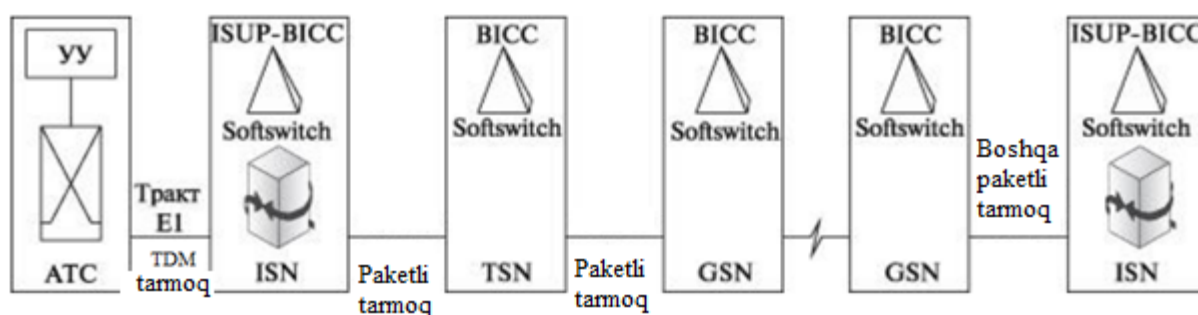 УУ
АТС
Тракт
E1
TDM
tarmoq
ISUP-BICC
Softswitch
ISN
Paketli
tarmoq
BICC
Softswitch
TSN
Paketli
tarmoq
BICC
Softswitch
GSN
BICC
Softswitch
GSN
Boshqa
paketli
tarmoq
ISUP-BICC
Softswitch
ISN